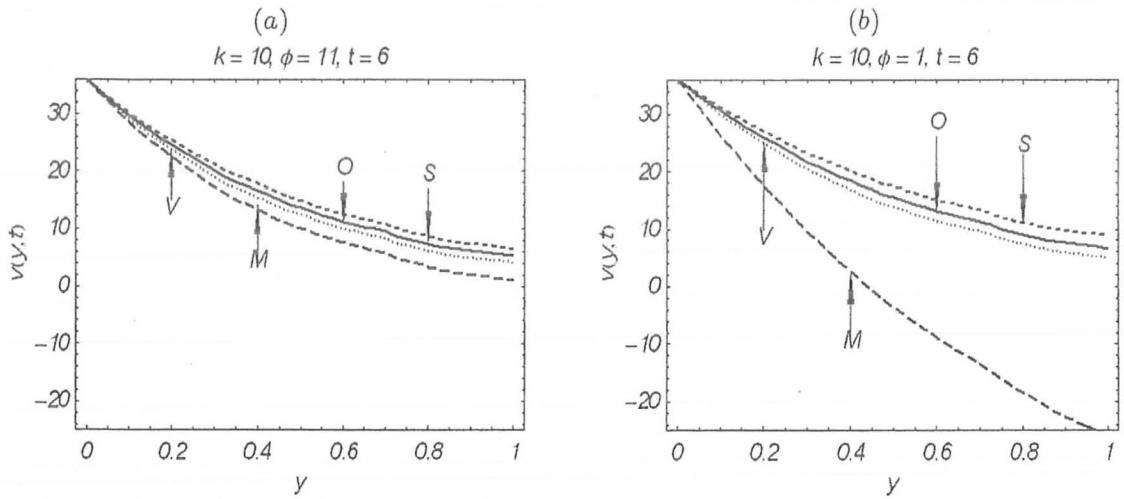 (a)
k = 10, ϕ = 11, t = 6
v(y, t)
30
20
10
0
−10
−20
O
S
V
M
0
0.2
0.4
0.6
0.8
1
y
(b)
k = 10, ϕ = 1, t = 6
v(y, t)
30
20
10
0
−10
−20
O
S
V
M
0
0.2
0.4
0.6
0.8
1
y